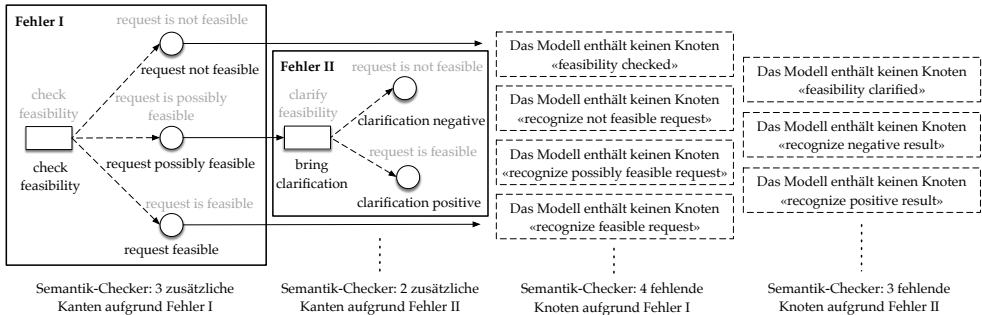 Fehler I
request is not feasible
request not feasible
check
feasibility
request is possibly
feasible
check
feasibility
request possibly feasible
request is feasible
request feasible
Fehler II
request is not feasible
clarify
feasibility
clarification negative
request is feasible
bring
clarification
clarification positive
Das Modell enthält keinen Knoten
«feasibility checked»
Das Modell enthält keinen Knoten
«recognize not feasible request»
Das Modell enthält keinen Knoten
«recognize possibly feasible request»
Das Modell enthält keinen Knoten
«recognize feasible request»
Das Modell enthält keinen Knoten
«feasibility clarified»
Das Modell enthält keinen Knoten
«recognize negative result»
Das Modell enthält keinen Knoten
«recognize positive result»
Semantik-Checker: 3 zusätzliche
Kanten aufgrund Fehler I
Semantik-Checker: 2 zusätzliche
Kanten aufgrund Fehler II
Semantik-Checker: 4 fehlende
Knoten aufgrund Fehler I
Semantik-Checker: 3 fehlende
Knoten aufgrund Fehler II